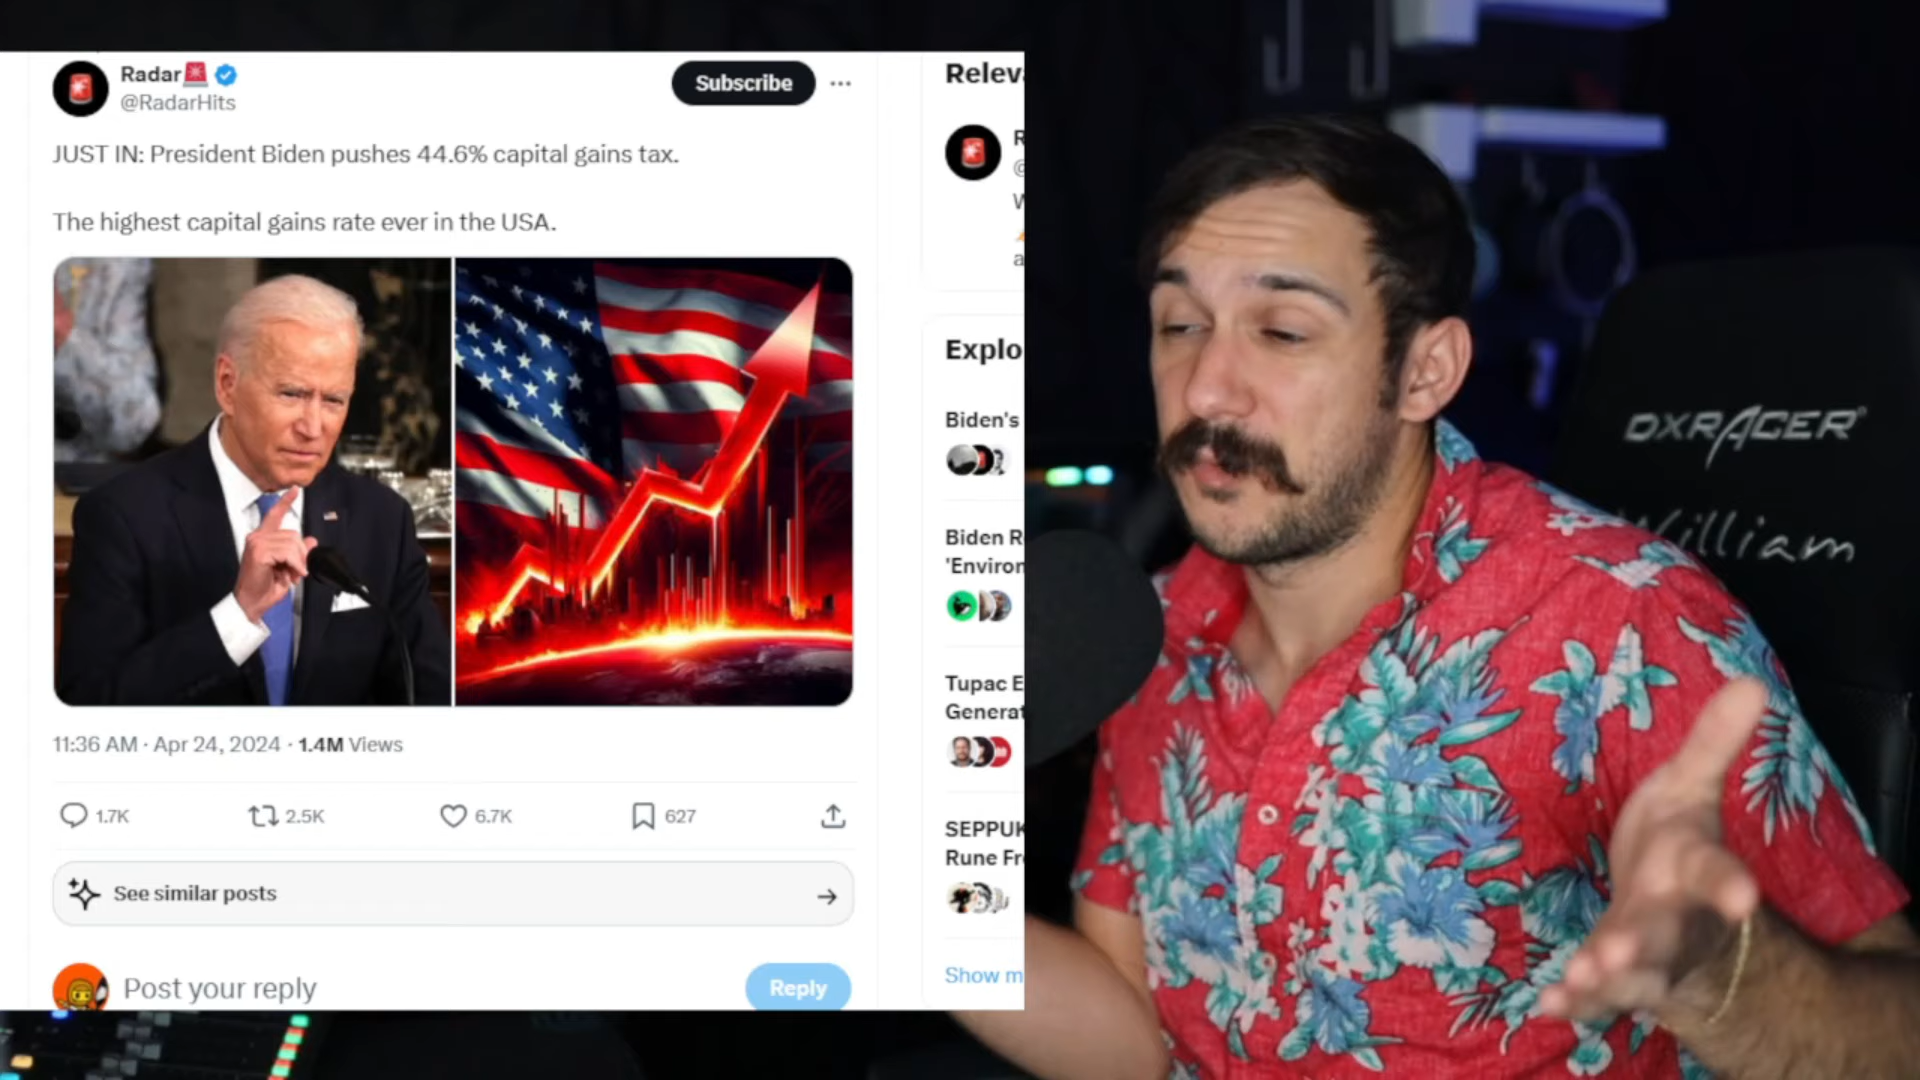 Radar
@RadarHits
Subscribe
JUST IN: President Biden pushes 44.6% capital gains tax.
The highest capital gains rate ever in the USA.
11:36 AM · Apr 24, 2024 · 1.4M Views
1.7K
2.5K
6.7K
627
See similar posts
Post your reply
Reply
Relev
R
@
W
a
Explo
Biden's
Biden R
'Environ
Tupac E
Generat
SEPPUK
Rune Fr
Show m
DXRACER
William